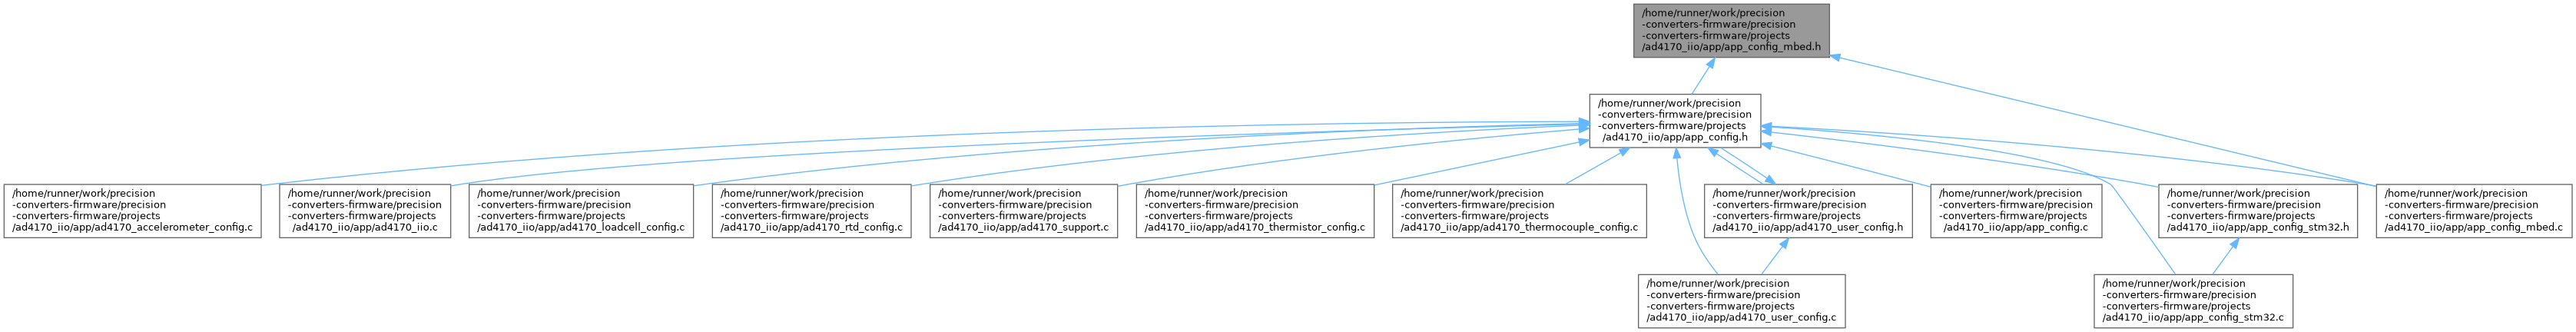 /home/runner/work/precision
-converters-firmware/precision
-converters-firmware/projects
/ad4170_iio/app/app_config_mbed.h
/home/runner/work/precision
-converters-firmware/precision
-converters-firmware/projects
/ad4170_iio/app/app_config.h
/home/runner/work/precision
-converters-firmware/precision
-converters-firmware/projects
/ad4170_iio/app/ad4170_accelerometer_config.c
/home/runner/work/precision
-converters-firmware/precision
-converters-firmware/projects
/ad4170_iio/app/ad4170_iio.c
/home/runner/work/precision
-converters-firmware/precision
-converters-firmware/projects
/ad4170_iio/app/ad4170_loadcell_config.c
/home/runner/work/precision
-converters-firmware/precision
-converters-firmware/projects
/ad4170_iio/app/ad4170_rtd_config.c
/home/runner/work/precision
-converters-firmware/precision
-converters-firmware/projects
/ad4170_iio/app/ad4170_support.c
/home/runner/work/precision
-converters-firmware/precision
-converters-firmware/projects
/ad4170_iio/app/ad4170_thermistor_config.c
/home/runner/work/precision
-converters-firmware/precision
-converters-firmware/projects
/ad4170_iio/app/ad4170_thermocouple_config.c
/home/runner/work/precision
-converters-firmware/precision
-converters-firmware/projects
/ad4170_iio/app/ad4170_user_config.h
/home/runner/work/precision
-converters-firmware/precision
-converters-firmware/projects
/ad4170_iio/app/app_config.c
/home/runner/work/precision
-converters-firmware/precision
-converters-firmware/projects
/ad4170_iio/app/app_config_stm32.h
/home/runner/work/precision
-converters-firmware/precision
-converters-firmware/projects
/ad4170_iio/app/app_config_mbed.c
/home/runner/work/precision
-converters-firmware/precision
-converters-firmware/projects
/ad4170_iio/app/ad4170_user_config.c
/home/runner/work/precision
-converters-firmware/precision
-converters-firmware/projects
/ad4170_iio/app/app_config_stm32.c